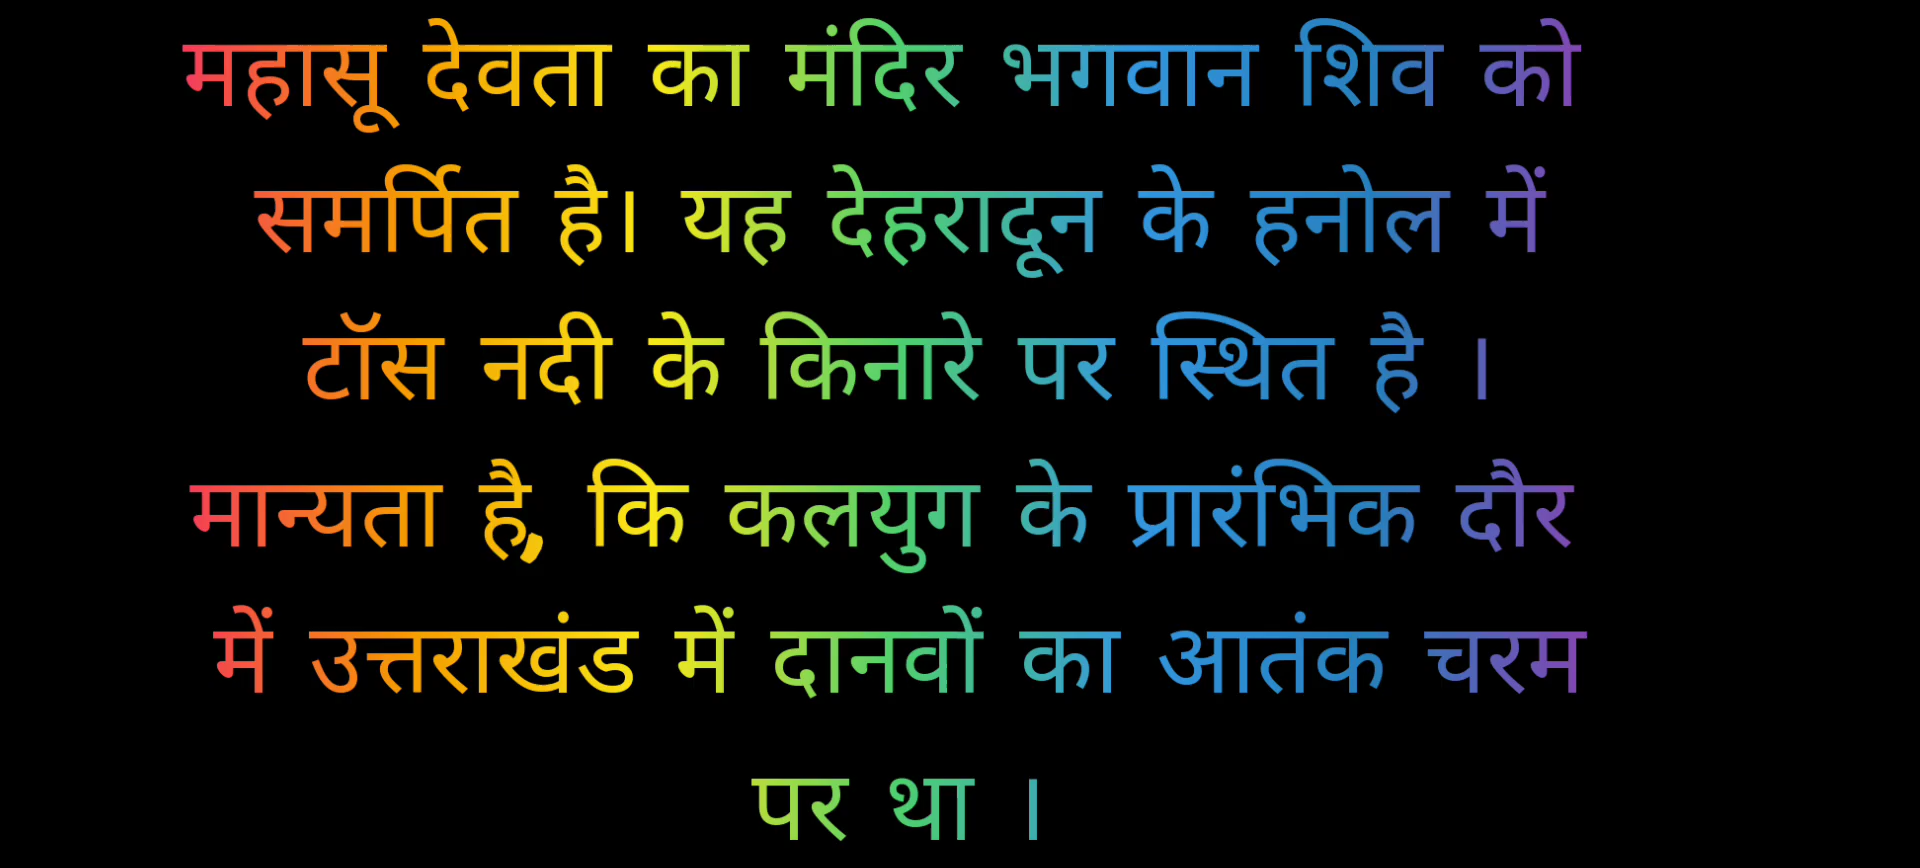 महासू देवता का मंदिर भगवान शिव को
समर्पित है। यह देहरादून के हनोल में
टॉस नदी के किनारे पर स्थित है ।
मान्यता है, कि कलयुग के प्रारंभिक दौर
में उत्तराखंड में दानवों का आतंक चरम
पर था ।